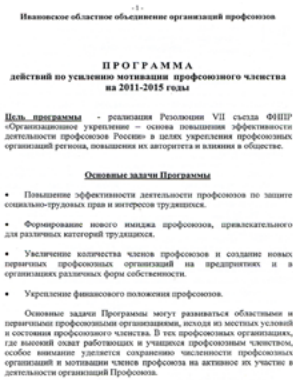 - 1 -
Ивановское областное объединение организаций профсоюзов
П Р О Г Р А М М А
действий по усилению мотивации профсоюзного членства
на 2011-2015 годы
Цель программы - реализация Резолюции VII съезда ФНПР
«Организационное укрепление – основа повышения эффективности
деятельности профсоюзов России» в целях укрепления профсоюзных
организаций региона, повышения их авторитета и влияния в обществе.
Основные задачи Программы
• Повышение эффективности деятельности профсоюзов по защите
социально-трудовых прав и интересов трудящихся.
• Формирование нового имиджа профсоюзов, привлекательного
для различных категорий трудящихся.
• Увеличение количества членов профсоюзов и создание новых
первичных профсоюзных организаций на предприятиях и в
организациях различных форм собственности.
• Укрепление финансового положения профсоюзов.
Основные задачи Программы могут развиваться областными и
первичными профсоюзными организациями, исходя из местных условий
и состояния профсоюзного членства. В тех профсоюзных организациях,
где высокий охват работающих и учащихся профсоюзным членством,
особое внимание уделяется сохранению численности профсоюзных
организаций и мотивации членов профсоюза на активное их участие в
деятельности организаций Профсоюза.